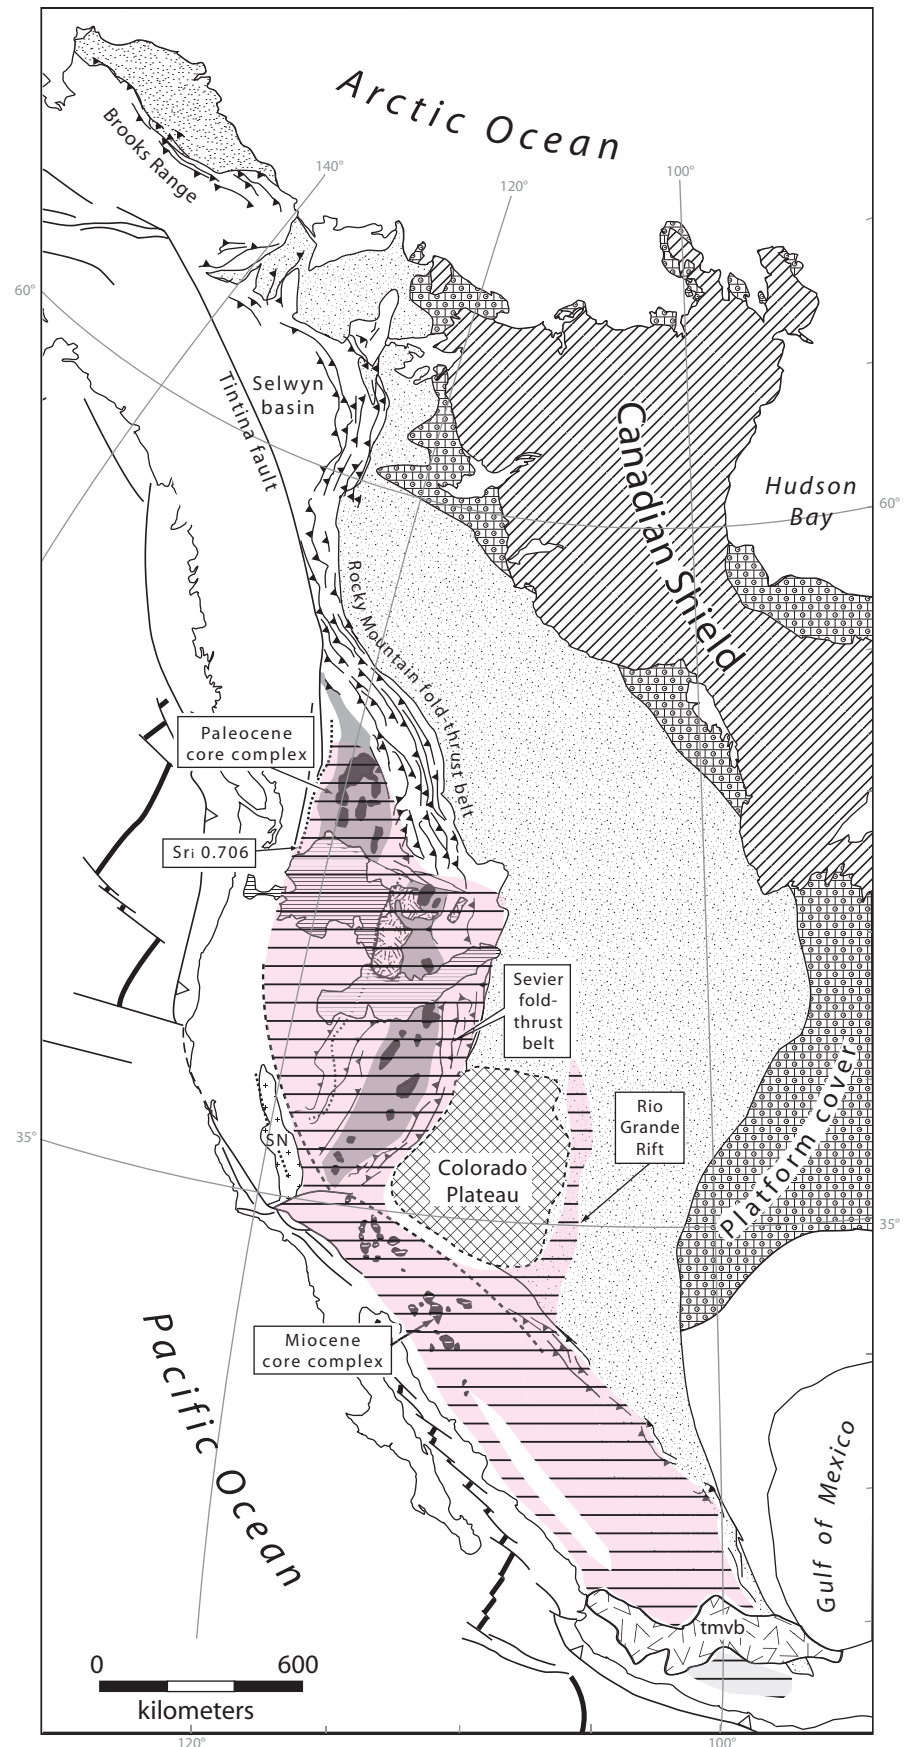 Arctic Ocean
Brooks Range
140°
120°
100°
60°
Tintina fault
Selwyn
basin
Canadian Shield
Hudson
Bay
60°
Rocky Mountain fold-thrust belt
Paleocene
core complex
Sri 0.706
Sevier
fold-
thrust
belt
Rio
Grande
Rift
Platform cover
35°
SN
Colorado
Plateau
35°
Pacific Ocean
Miocene
core complex
Gulf of Mexico
tmvb
0 600
kilometers
120°
100°